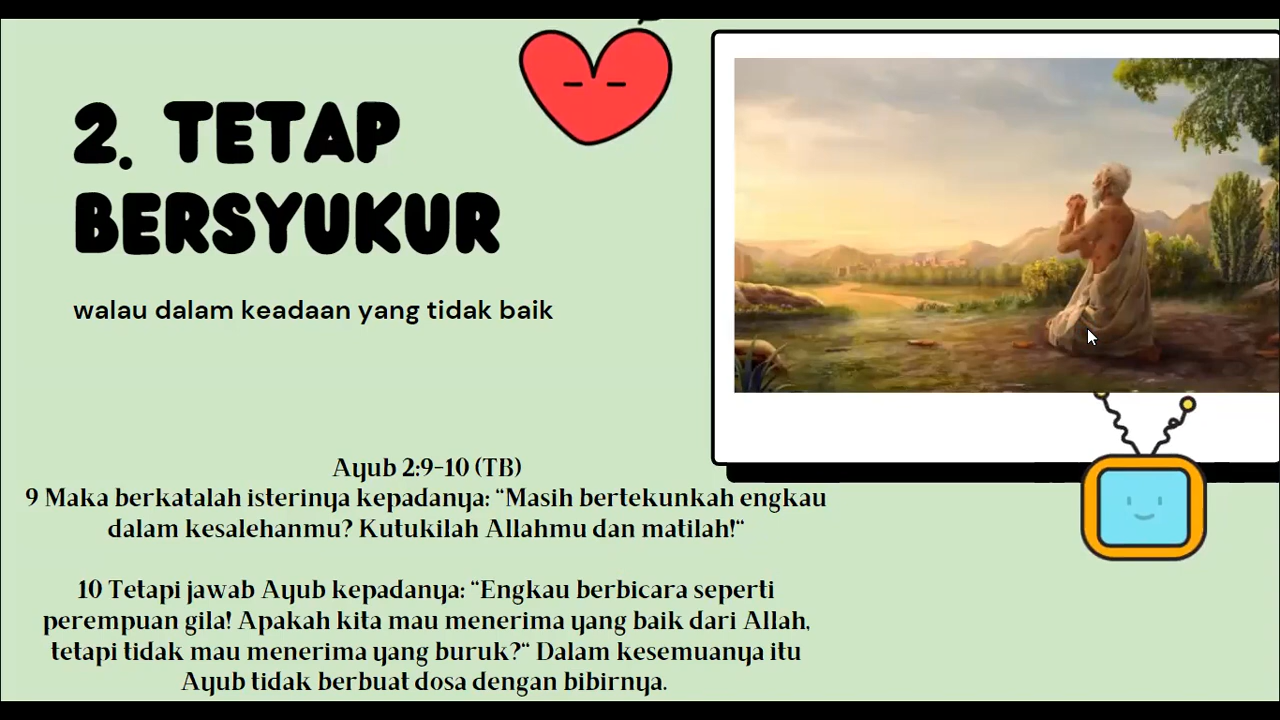 2. TETAP
BERSYUKUR
walau dalam keadaan yang tidak baik
Ayub 2:9-10 (TB)
9 Maka berkatalah isterinya kepadanya: “Masih bertekunkah engkau
dalam kesalehanmu? Kutukilah Allahmu dan matilah!“
10 Tetapi jawab Ayub kepadanya: “Engkau berbicara seperti
perempuan gila! Apakah kita mau menerima yang baik dari Allah,
tetapi tidak mau menerima yang buruk?“ Dalam kesemuanya itu
Ayub tidak berbuat dosa dengan bibirnya.